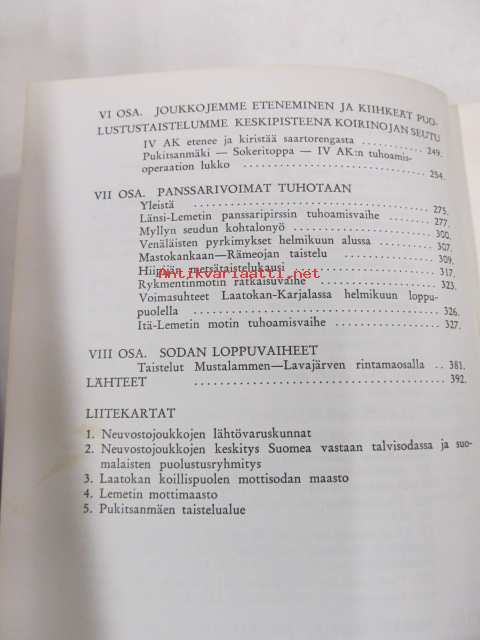 VI OSA. JOUKKOJEMME ETENEMINEN JA KIIHKEÄT PUO-
LUSTUSTAISTELUMME KESKIPISTEENÄ KOIRINOJAN SEUTU
IV AK etenee ja kiristää saartorengasta . . . . . . . . . . . . 249.
Pukitsanmäki — Sokeritoppa — IV AK:n tuhoamis-
operaation lukko . . . . . . . . . . . . . . . . . . . . . . . . 254.
VII OSA. PANSSARIVOIMAT TUHOTAAN
Yleistä . . . . . . . . . . . . . . . . . . . . . . . . 275.
Länsi-Lemetin panssaripirssin tuhoamisvaihe . . . . . . 277.
Myllyn seudun kohtalonyö . . . . . . . . . . . . . . . . 300.
Venäläisten pyrkimykset helmikuun alussa . . . . . . . . 307.
Mastokankaan—Rämeojan taistelu . . . . . . . . . . . . 309.
metsätaistelukausi . . . . . . . . . . . . 317.
Antikvariaatti.net
Rykmentinmotin ratkaisuvaihe . . . . . . . . . . . . 323.
Voimasuhteet Laatokan-Karjalassa helmikuun loppu-
puolella . . . . . . . . . . . . . . . . . . . . . . . . 326.
Itä-Lemetin motin tuhoamisvaihe . . . . . . . . . . . . 327.
VIII OSA. SODAN LOPPUVAIHEET
Taistelut Mustalammen—Lavajärven rintamaosalla . . 381.
LÄHTEET . . . . . . . . . . . . . . . . . . . . . . . . 392.
LIITEKARTAT
1. Neuvostojoukkojen lähtövaruskunnat
2. Neuvostojoukkojen keskitys Suomea vastaan talvisodassa ja suo-
malaisten puolustusryhmitys
3. Laatokan koillispuolen mottisodan maasto
4. Lemetin mottimaasto
5. Pukitsanmäen taistelualue